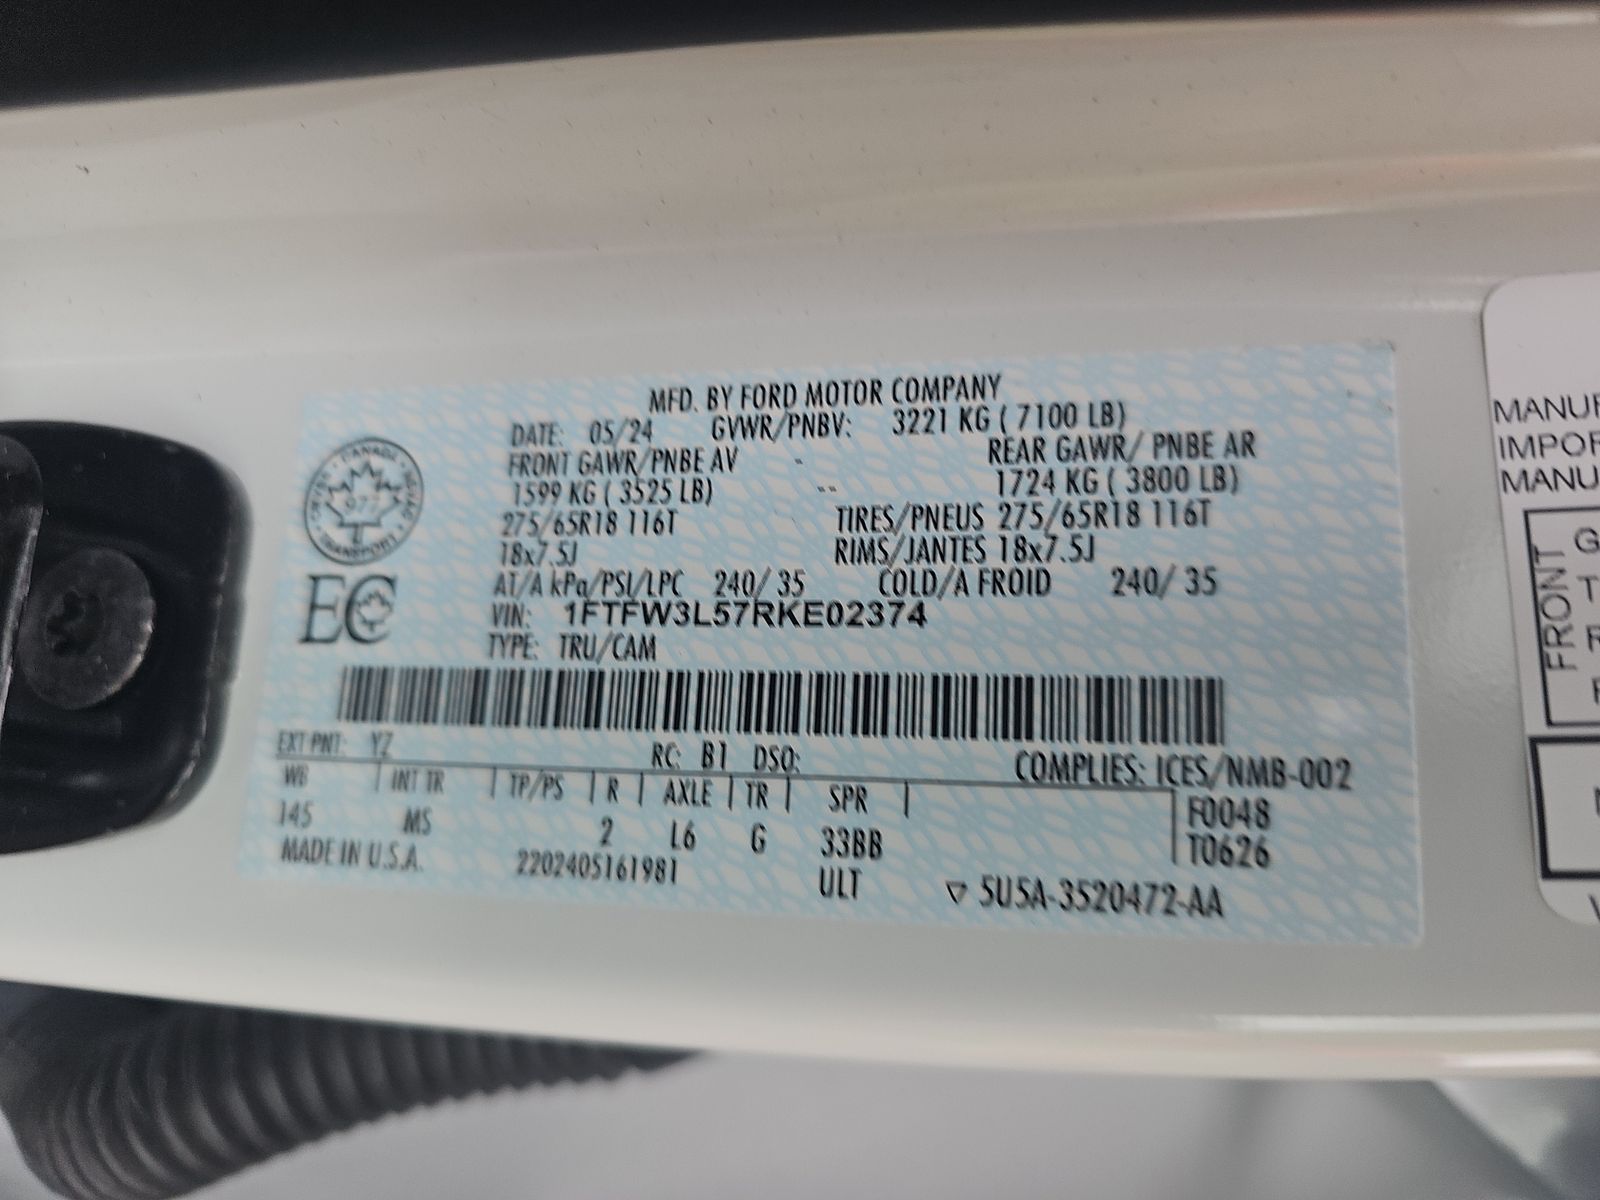 MFD. BY FORD MOTOR COMPANY
DATE: 05/24 GVWR/PNBV: 3221 KG ( 7100 LB)
FRONT GAWR/PNBE AV - REAR GAWR/ PNBE AR
1599 KG ( 3525 LB) -- 1724 KG ( 3800 LB)
275/65R18 116T TIRES/PNEUS 275/65R18 116T
18x7.5J RIMS/JANTES 18x7.5J
AT/A kPa/PSI/LPC 240/ 35 COLD/A FROID 240/ 35
VIN: 1FTFW3L57RKE02374
TYPE: TRU/CAM
CANADA
TRANSPORT
EC
EXT PNT: YZ RC: B1 DSO: COMPLIES: ICES/NMB-002
WB | INT TR | TP/PS | R | AXLE | TR | SPR | F0048
145 MS 2 L6 G 33BB T0626
MADE IN U.S.A. 2202405161981 ULT 5U5A-3520472-AA
MANUF
IMPOR
MANU
FRONT
G
T
R